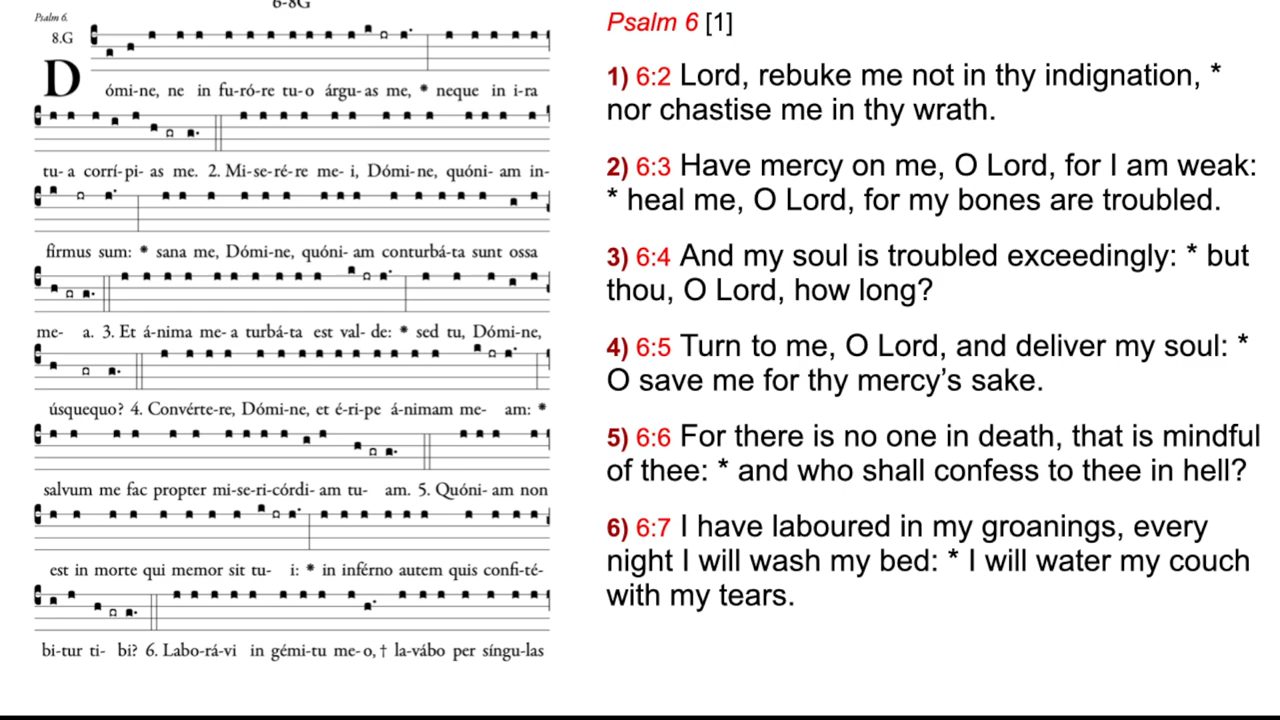 6-8G
Psalm 6.
8.G
Dómi-ne, ne in fu-ró-re tu-o árgu-as me, * neque in i-ra
tu-a corrí-pi-as me. 2. Mi-se-ré-re me-i, Dómi-ne, quóni-am in-
firmus sum: * sana me, Dómi-ne, quóni-am conturbá-ta sunt ossa
me- a. 3. Et á-nima me-a turbá-ta est val-de: * sed tu, Dómi-ne,
úsquequo? 4. Convérte-re, Dómi-ne, et é-ri-pe á-nimam me- am: *
salvum me fac propter mi-se-ri-córdi-am tu- am. 5. Quóni-am non
est in morte qui memor sit tu- i: * in inférno autem quis confi-té-
bi-tur ti- bi? 6. Labo-rá-vi in gémi-tu me-o, † la-vábo per síngu-las
Psalm 6 [1]
1) 6:2 Lord, rebuke me not in thy indignation, *
nor chastise me in thy wrath.
2) 6:3 Have mercy on me, O Lord, for I am weak:
* heal me, O Lord, for my bones are troubled.
3) 6:4 And my soul is troubled exceedingly: * but
thou, O Lord, how long?
4) 6:5 Turn to me, O Lord, and deliver my soul: *
O save me for thy mercy’s sake.
5) 6:6 For there is no one in death, that is mindful
of thee: * and who shall confess to thee in hell?
6) 6:7 I have laboured in my groanings, every
night I will wash my bed: * I will water my couch
with my tears.